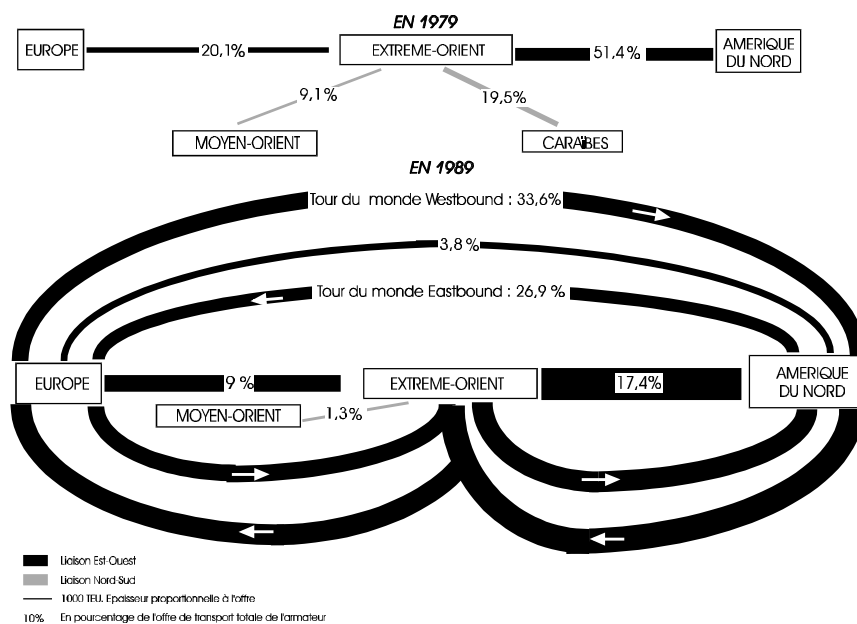 EN 1979
EUROPE
20,1%
EXTREME-ORIENT
51,4%
AMERIQUE
DU NORD
9,1%
19,5%
MOYEN-ORIENT
CARAÏBES
EN 1989
Tour du monde Westbound : 33,6%
3,8 %
Tour du monde Eastbound : 26,9 %
EUROPE
9 %
EXTREME-ORIENT
17,4%
AMERIQUE
DU NORD
MOYEN-ORIENT
1,3%
Liaison Est-Ouest
Liaison Nord-Sud
1000 TEU. Epaisseur proportionnelle à l'offre
10% En pourcentage de l'offre de transport totale de l'armateur